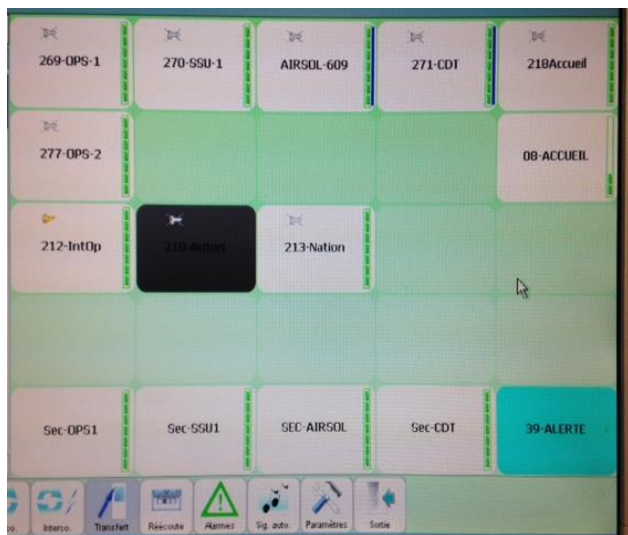 269-OPS-1
270-SSU-1
AIRSOL-609
271-CDT
218Accueil
277-OPS-2
08-ACCUEIL
212-IntOp
213-Nation
Sec-OPS1
Sec-SSU1
SEC-AIRSOL
Sec-CDT
39-ALERTE
Interco.
Transfert
Réécoute
Alarmes
Sig. auto.
Paramètres
Sortie